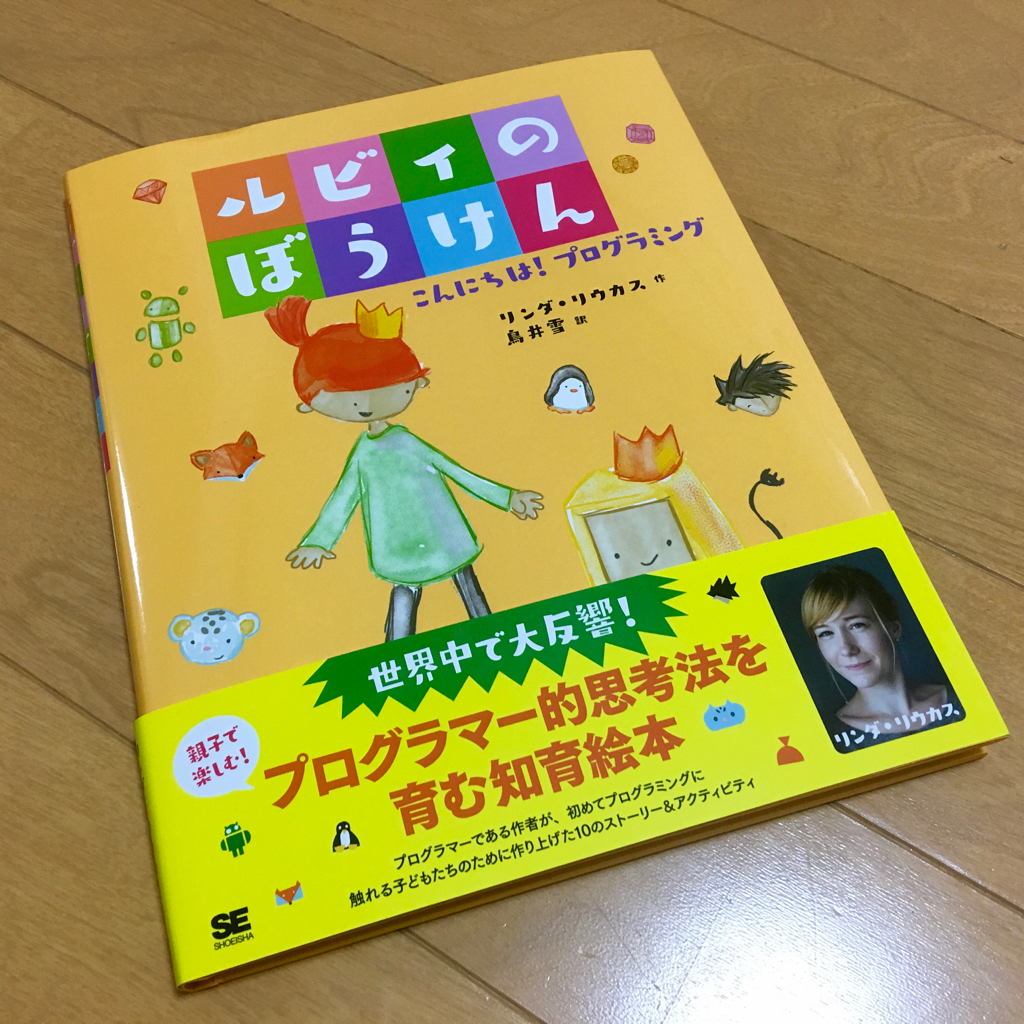 ルビィの
ぼうけん
こんにちは！プログラミング
リンダ・リウカス 作
鳥井雪 訳
世界中で大反響！
親子で
楽しむ！
プログラマー的思考法を
育む知育絵本
リンダ・リウカス
プログラマーである作者が、初めてプログラミングに
触れる子どもたちのために作り上げた10のストーリー&アクティビティ
SE
SHOEISHA